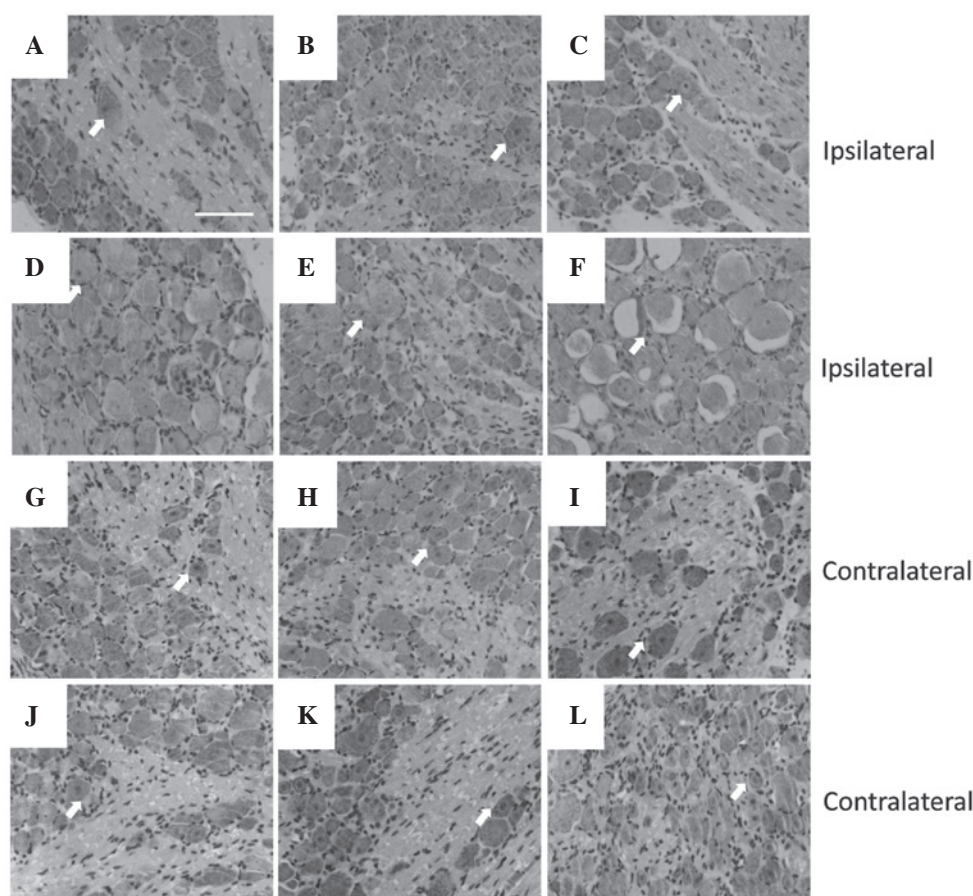 A B C Ipsilateral
D E F Ipsilateral
G H I Contralateral
J K L Contralateral